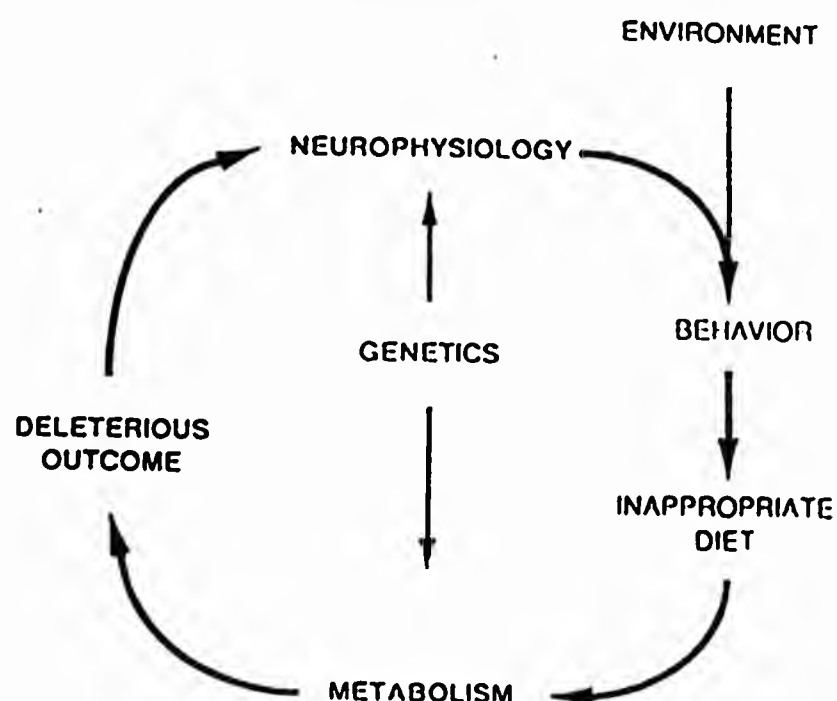 ENVIRONMENT
NEUROPHYSIOLOGY
BEHAVIOR
GENETICS
DELETERIOUS
OUTCOME
INAPPROPRIATE
DIET
METABOLISM